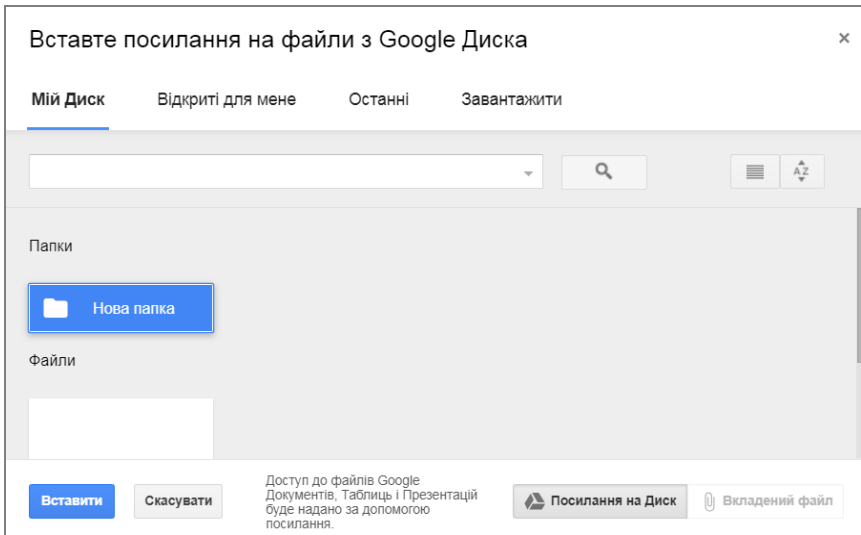 Вставте посилання на файли з Google Диска
×
Мій Диск Відкриті для мене Останні Завантажити
AZ
Папки
Нова папка
Файли
Вставити Скасувати
Доступ до файлів Google
Документів, Таблиць і Презентацій
буде надано за допомогою
посилання.
Посилання на Диск Вкладений файл